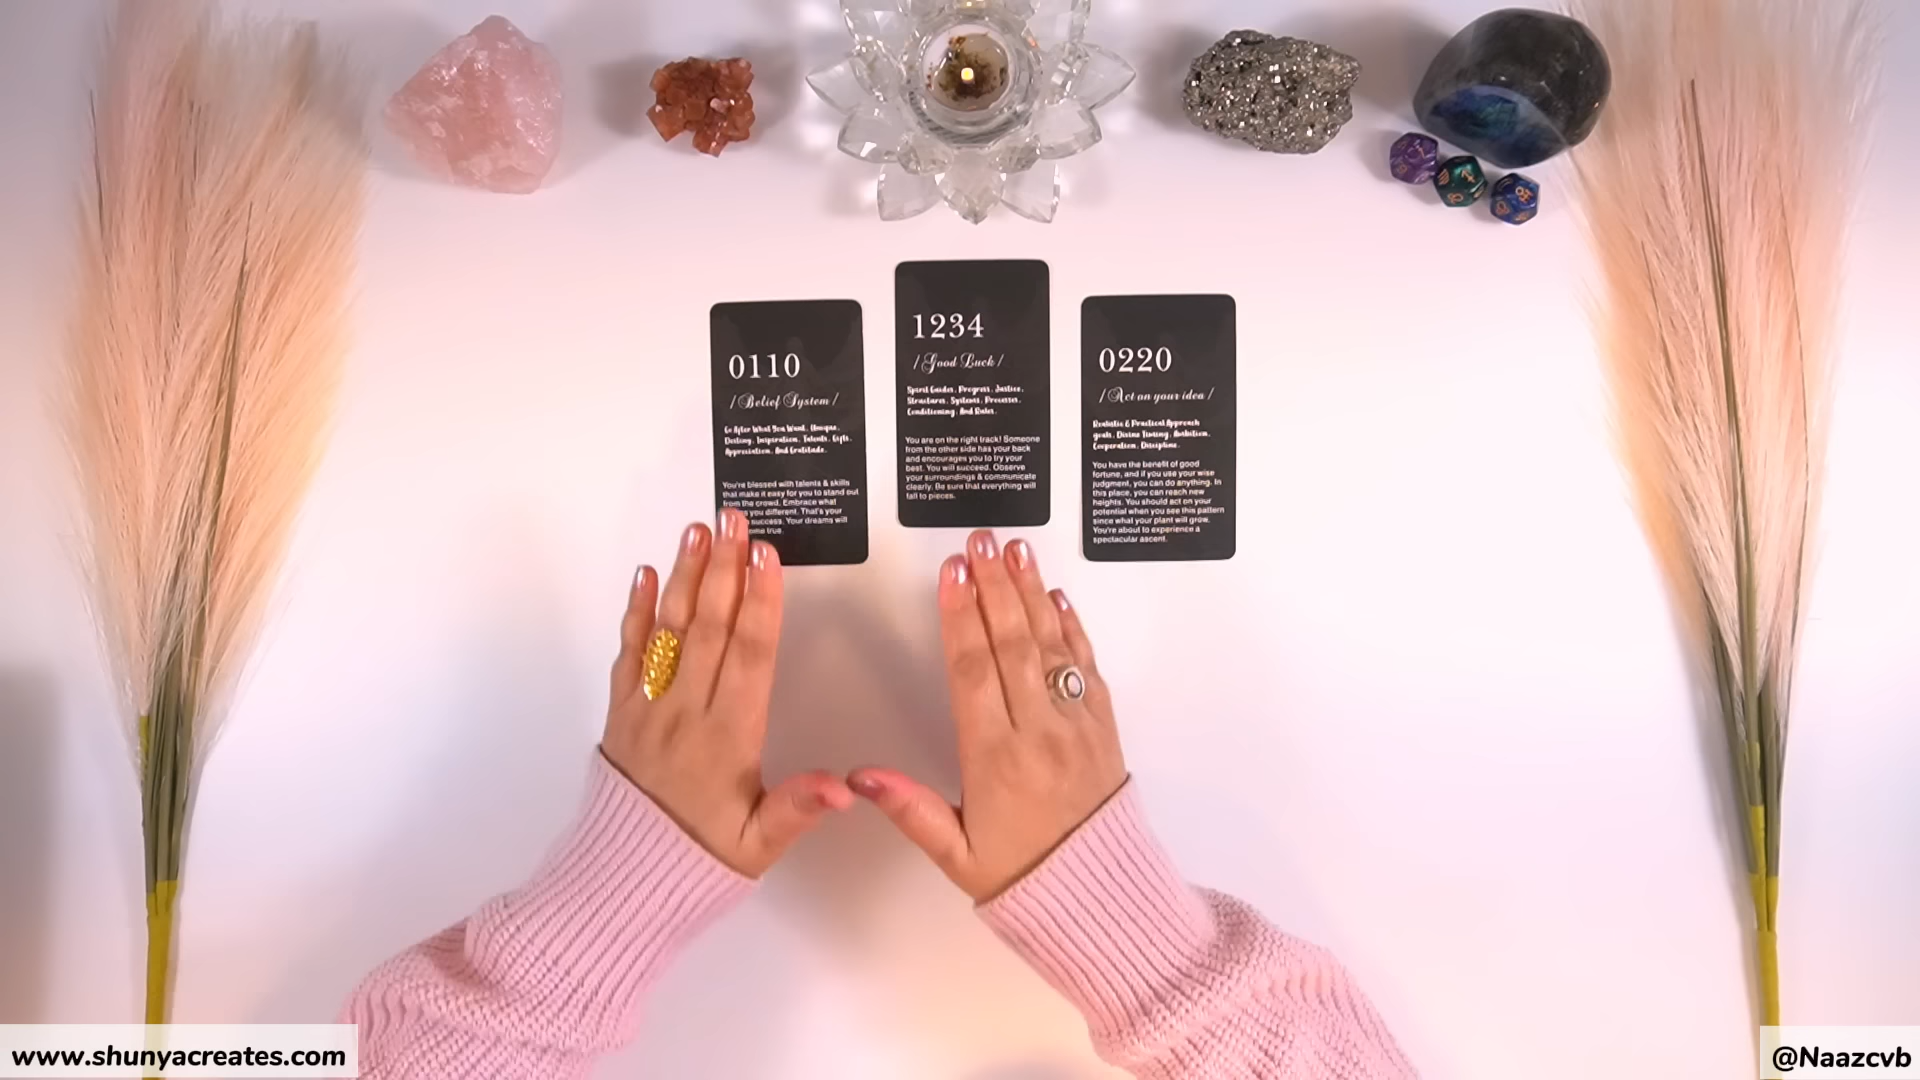 0110
/ Belief System /
Go After What You Want. Unique.
Destiny. Inspiration. Talents. Gifts.
Appreciation. And Gratitude.
You're blessed with talents & skills
that make it easy for you to stand out
from the crowd. Embrace what
you different. That's your
success. Your dreams will
true.
1234
/ Good Luck /
Spirit Guides. Progress. Justice.
Structures. Systems. Processes.
Conditioning. And Rules.
You are on the right track! Someone
from the other side has your back
and encourages you to try your
best. You will succeed. Observe
your surroundings & communicate
clearly. Be sure that everything will
fall to pieces.
0220
/ Act on your idea /
Realistic & Practical Approach
goals. Divine Timing. Ambition.
Cooperation. Discipline.
You have the benefit of good
fortune, and if you use your wise
judgment, you can do anything. In
this place, you can reach new
heights. You should act on your
potential when you see this pattern
since what your plant will grow.
You're about to experience a
spectacular ascent.
www.shunyacreates.com
@Naazcvb